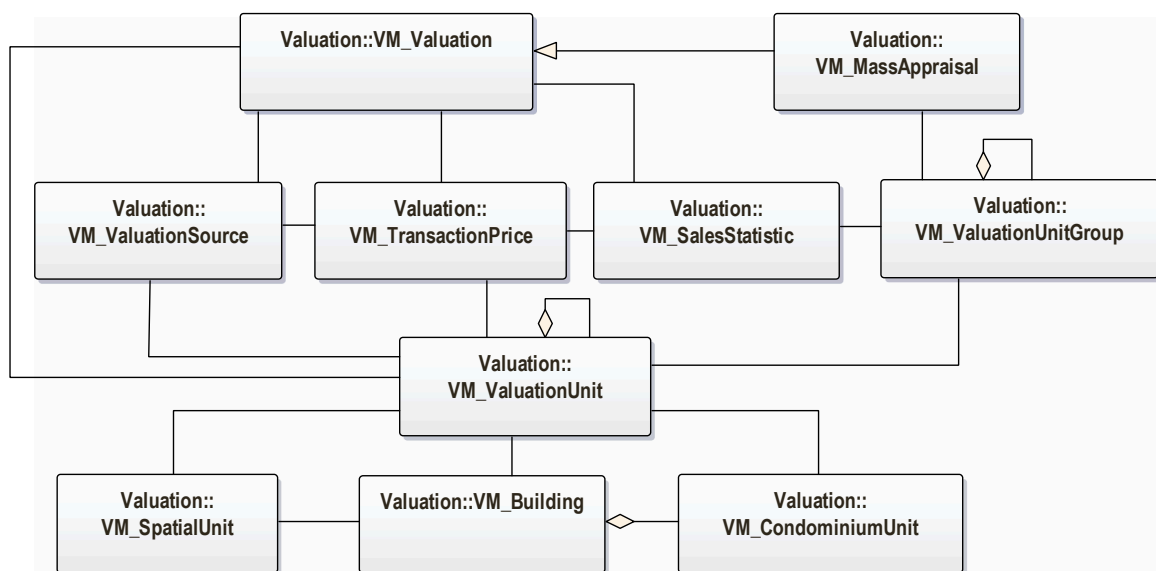 Valuation::VM_Valuation
Valuation::
VM_MassAppraisal
Valuation::
VM_ValuationSource
Valuation::
VM_TransactionPrice
Valuation::
VM_SalesStatistic
Valuation::
VM_ValuationUnitGroup
Valuation::
VM_ValuationUnit
Valuation::
VM_SpatialUnit
Valuation::VM_Building
Valuation::
VM_CondominiumUnit